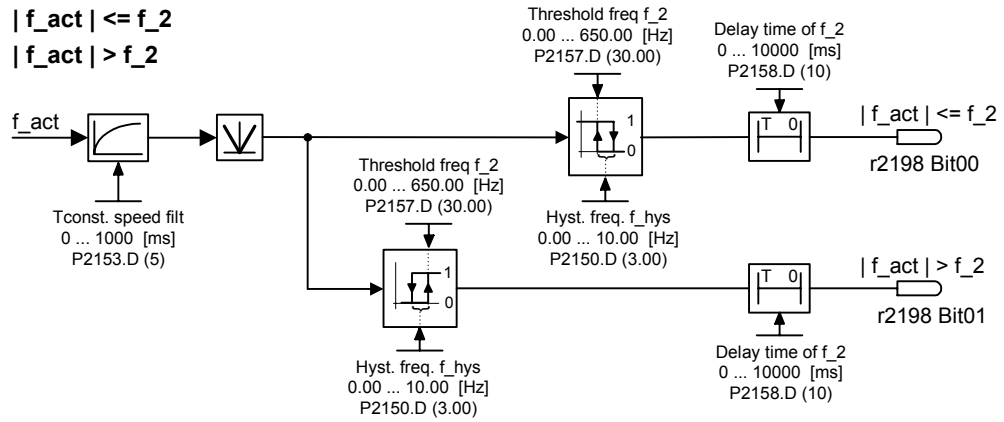 | f_act | <= f_2
| f_act | > f_2
Threshold freq f_2
0.00 ... 650.00 [Hz]
P2157.D (30.00)
Delay time of f_2
0 ... 10000 [ms]
P2158.D (10)
f_act
1
0
T 0
| f_act | <= f_2
r2198 Bit00
Tconst. speed filt
0 ... 1000 [ms]
P2153.D (5)
Threshold freq f_2
0.00 ... 650.00 [Hz]
P2157.D (30.00)
Hyst. freq. f_hys
0.00 ... 10.00 [Hz]
P2150.D (3.00)
1
0
T 0
| f_act | > f_2
r2198 Bit01
Hyst. freq. f_hys
0.00 ... 10.00 [Hz]
P2150.D (3.00)
Delay time of f_2
0 ... 10000 [ms]
P2158.D (10)